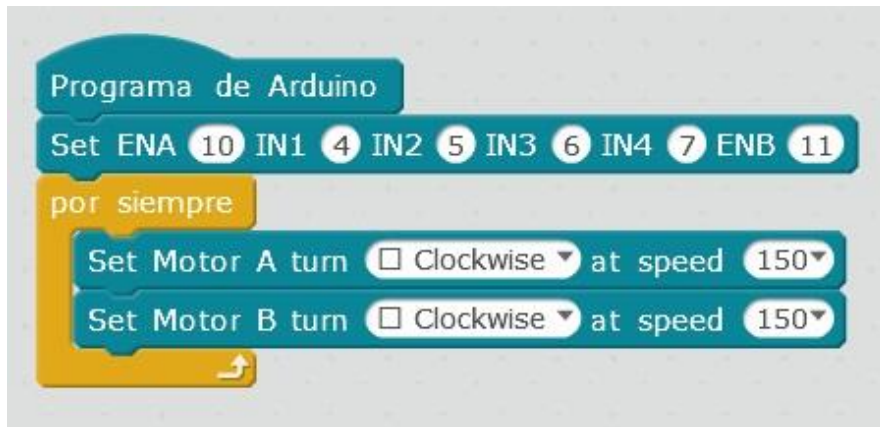 Programa de Arduino
Set ENA 10 IN1 4 IN2 5 IN3 6 IN4 7 ENB 11
por siempre
Set Motor A turn □ Clockwise at speed 150
Set Motor B turn □ Clockwise at speed 150